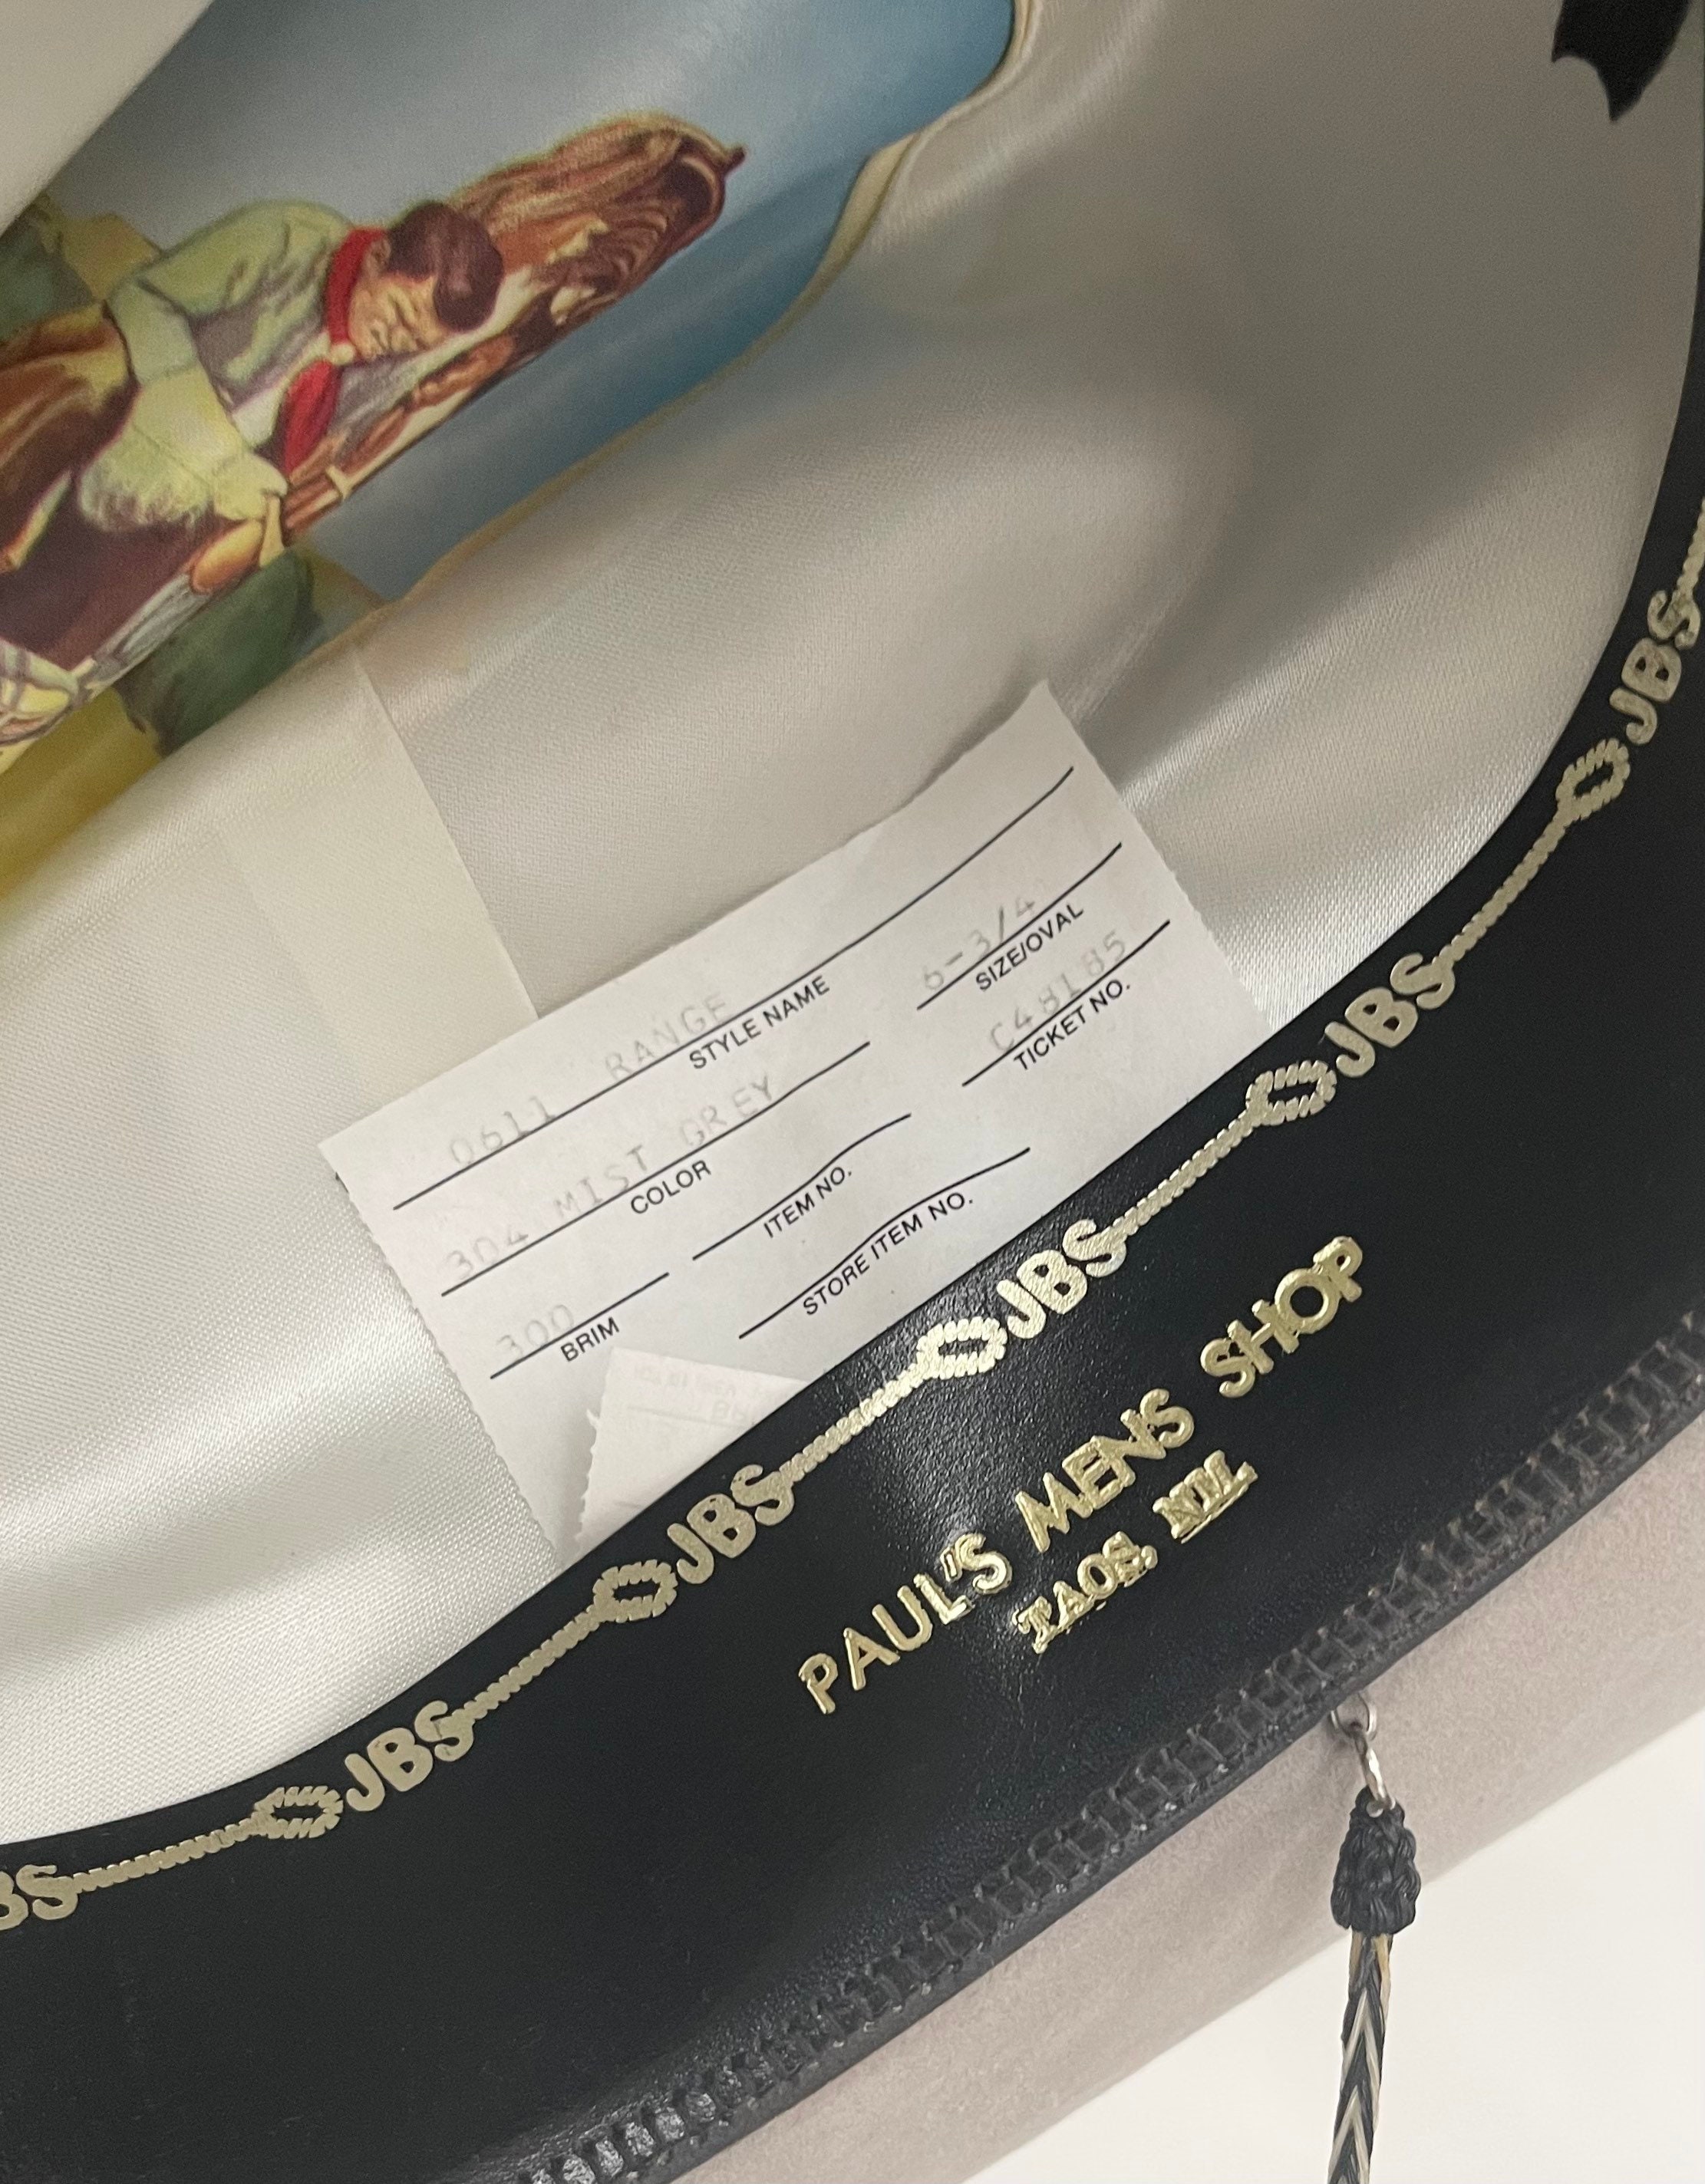 0611 RANGE
STYLE NAME
304 MIST GREY
COLOR
6-3/4
SIZE/OVAL
300
BRIM
ITEM NO.
C48185
TICKET NO.
STORE ITEM NO.
BS JBS JBS JBS JBS JBS
PAUL'S MENS SHOP
TAOS, NM.